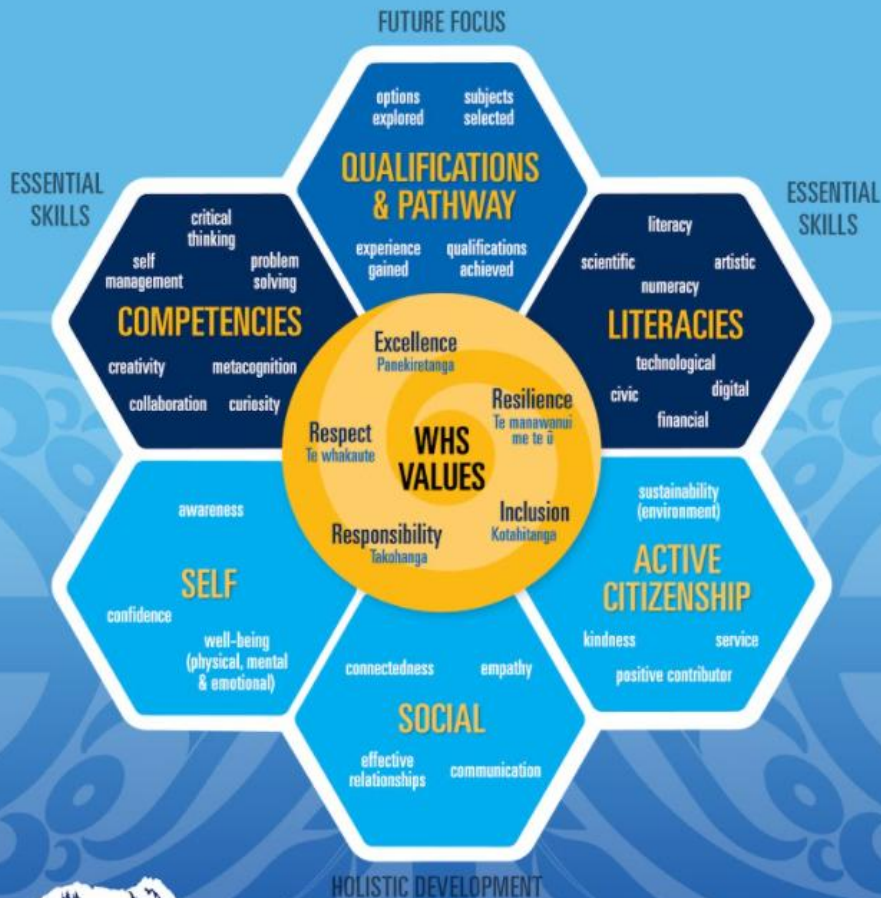 FUTURE FOCUS
options
explored
subjects
selected
QUALIFICATIONS
& PATHWAY
experience
gained
qualifications
achieved
ESSENTIAL
SKILLS
critical
thinking
self
management
problem
solving
COMPETENCIES
creativity
metacognition
collaboration
curiosity
ESSENTIAL
SKILLS
literacy
scientific
artistic
numeracy
LITERACIES
technological
civic
digital
financial
Excellence
Panekiretanga
Resilience
Te manawanui
me te ū
Respect
Te whakaute
WHS
VALUES
Inclusion
Kotahitanga
Responsibility
Takohanga
awareness
SELF
confidence
well-being
(physical, mental
& emotional)
sustainability
(environment)
ACTIVE
CITIZENSHIP
kindness
service
positive contributor
connectedness
empathy
SOCIAL
effective
relationships
communication
HOLISTIC DEVELOPMENT